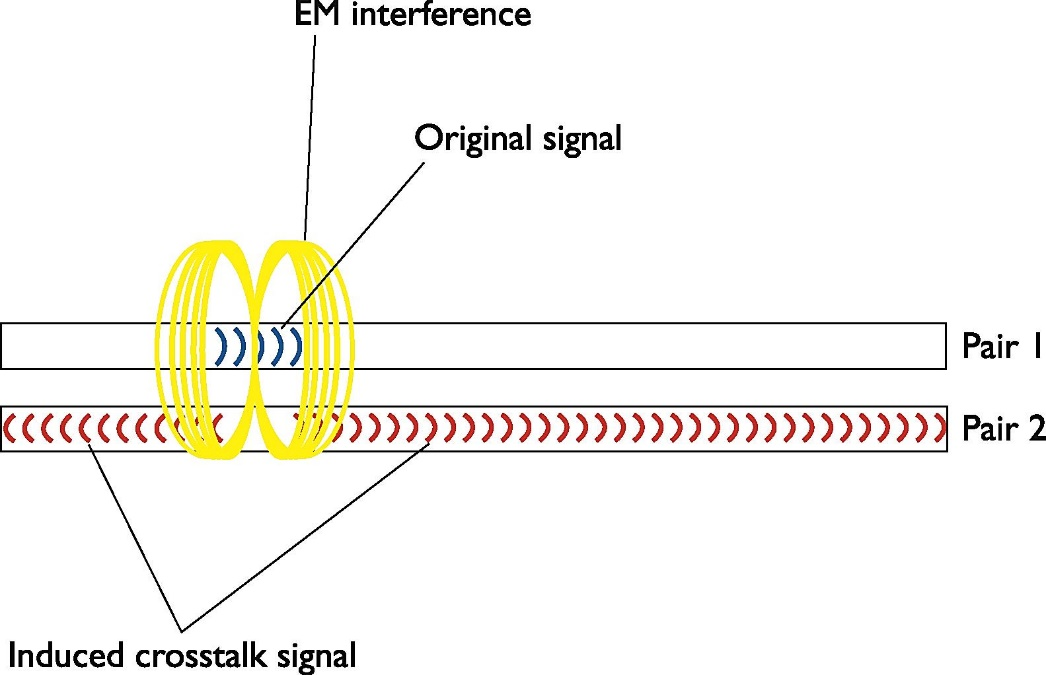 EM interference
Original signal
Pair 1
Pair 2
Induced crosstalk signal